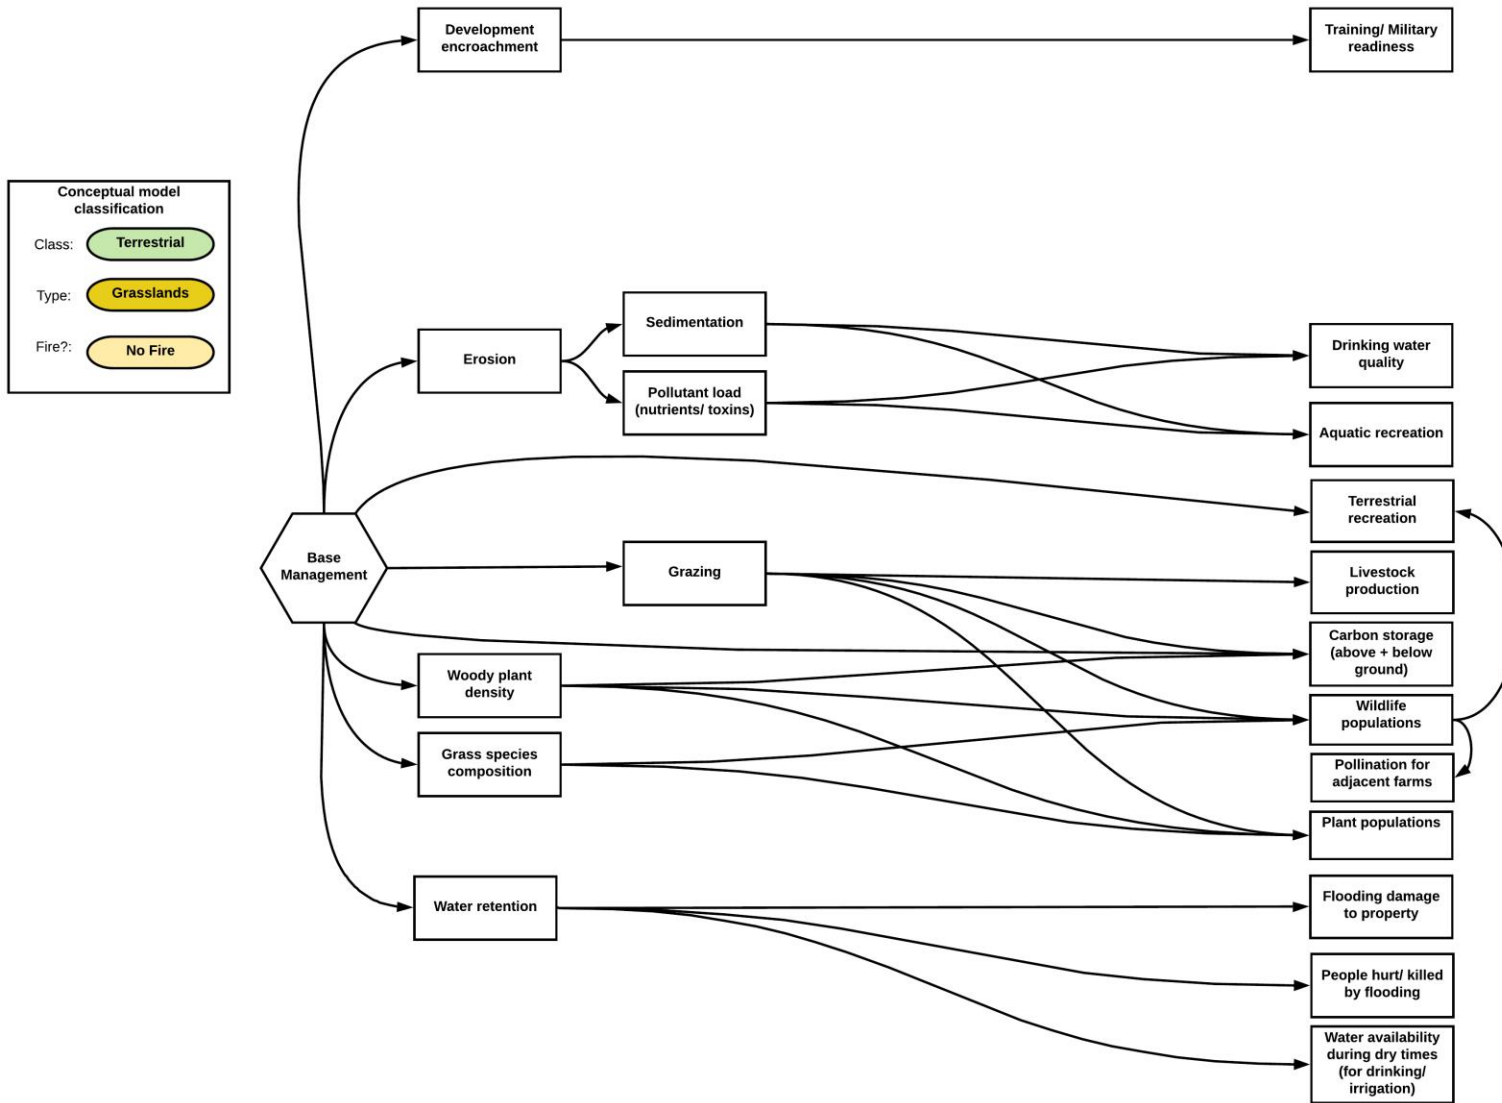 Development
encroachment
Training/ Military
readiness
Conceptual model
classification
Class:
Terrestrial
Type:
Grasslands
Fire?:
No Fire
Erosion
Sedimentation
Pollutant load
(nutrients/ toxins)
Drinking water
quality
Aquatic recreation
Terrestrial
recreation
Base
Management
Grazing
Livestock
production
Carbon storage
(above + below
ground)
Woody plant
density
Wildlife
populations
Grass species
composition
Pollination for
adjacent farms
Plant populations
Water retention
Flooding damage
to property
People hurt/ killed
by flooding
Water availability
during dry times
(for drinking/
irrigation)